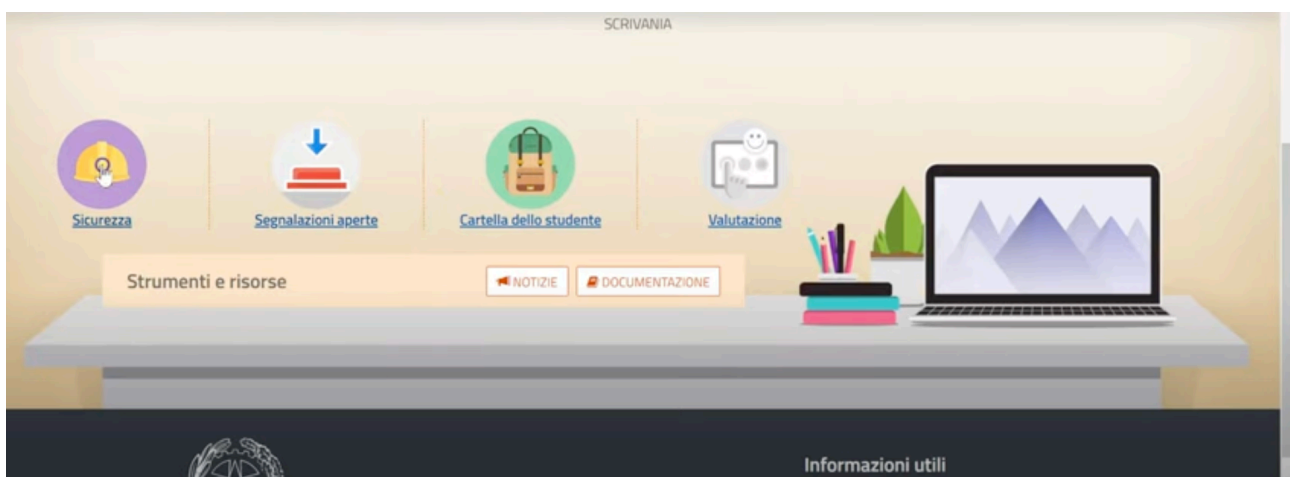 SCRIVANIA
Sicurezza
Segnalazioni aperte
Cartella dello studente
Valutazione
Strumenti e risorse
NOTIZIE
DOCUMENTAZIONE
Informazioni utili